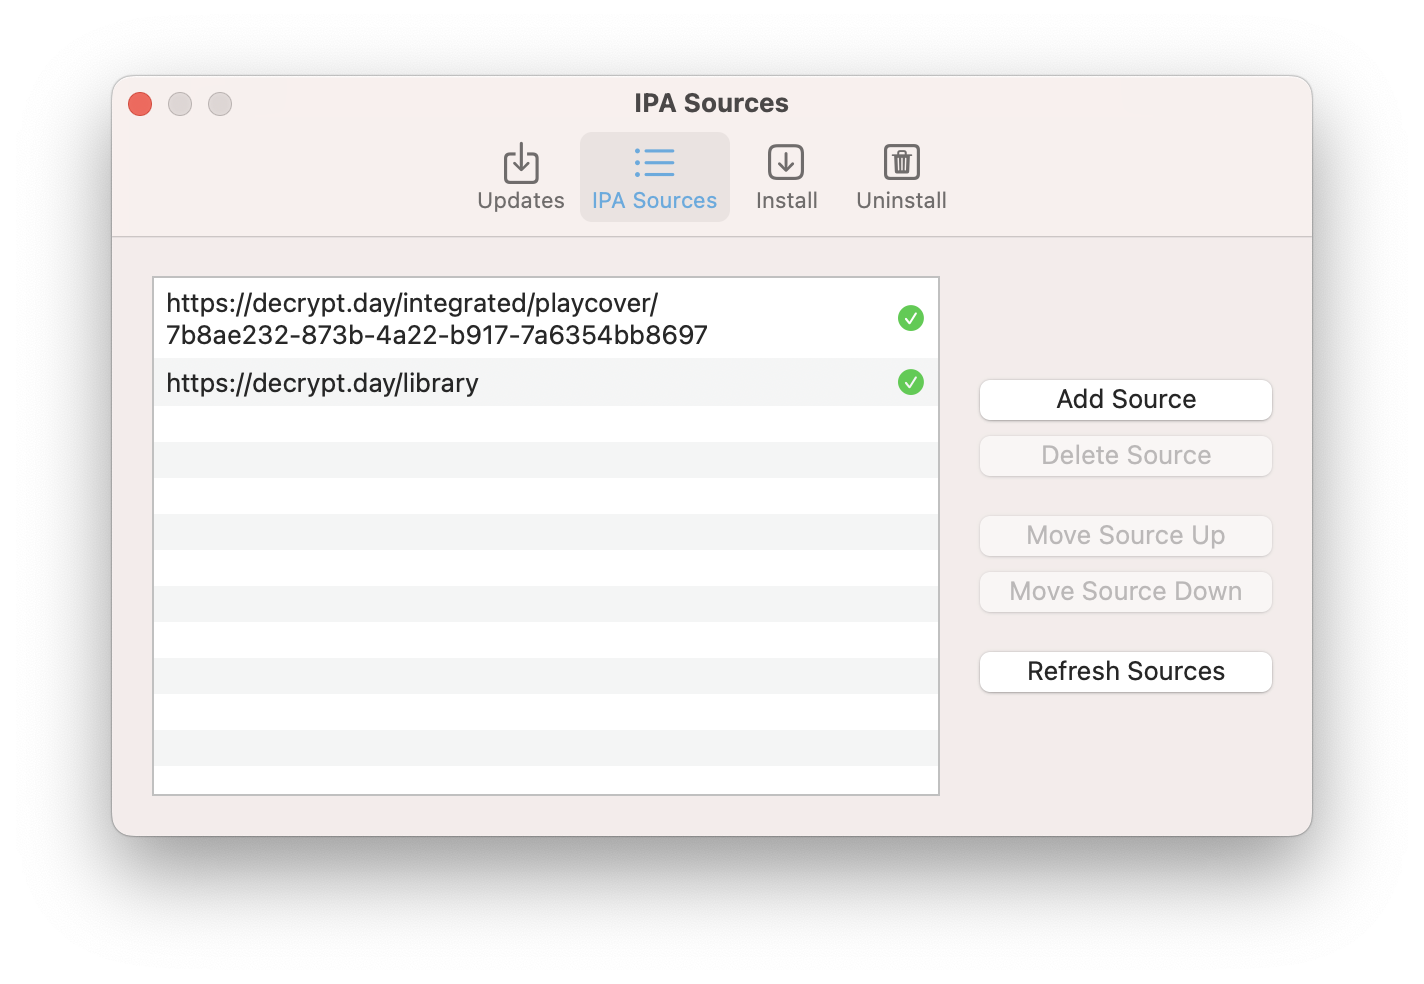 IPA Sources
Updates
IPA Sources
Install
Uninstall
https://decrypt.day/integrated/playcover/
7b8ae232-873b-4a22-b917-7a6354bb8697
https://decrypt.day/library
Add Source
Delete Source
Move Source Up
Move Source Down
Refresh Sources